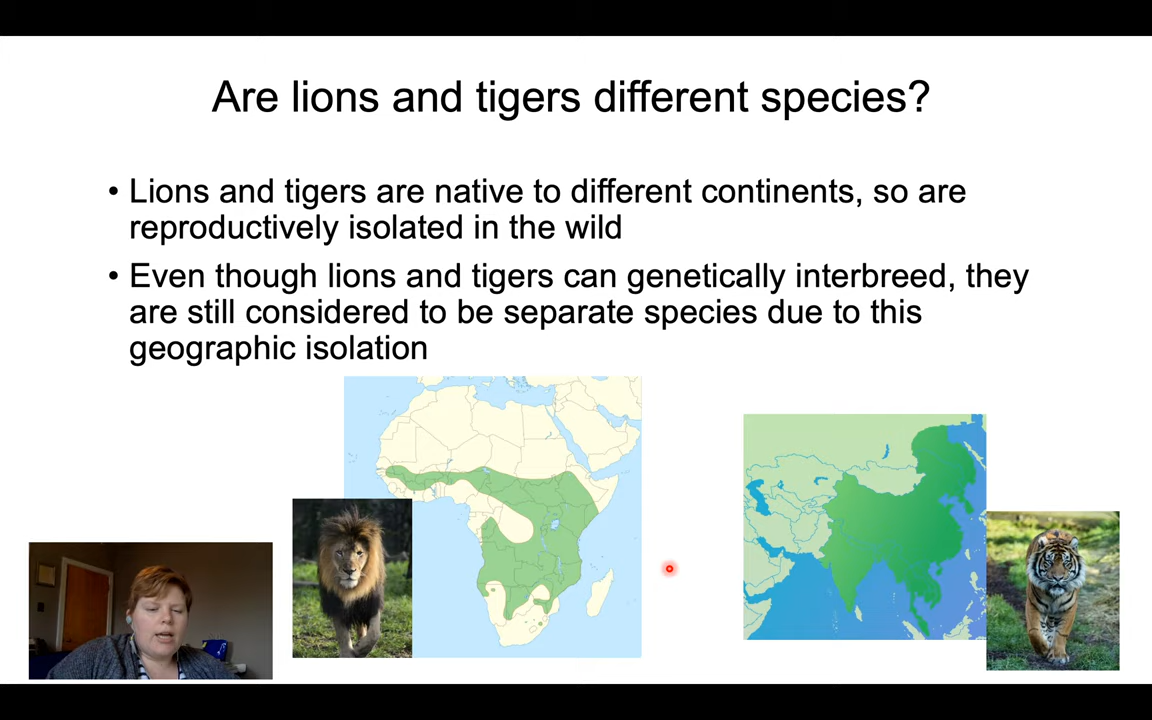 Are lions and tigers different species?
• Lions and tigers are native to different continents, so are
reproductively isolated in the wild
• Even though lions and tigers can genetically interbreed, they
are still considered to be separate species due to this
geographic isolation